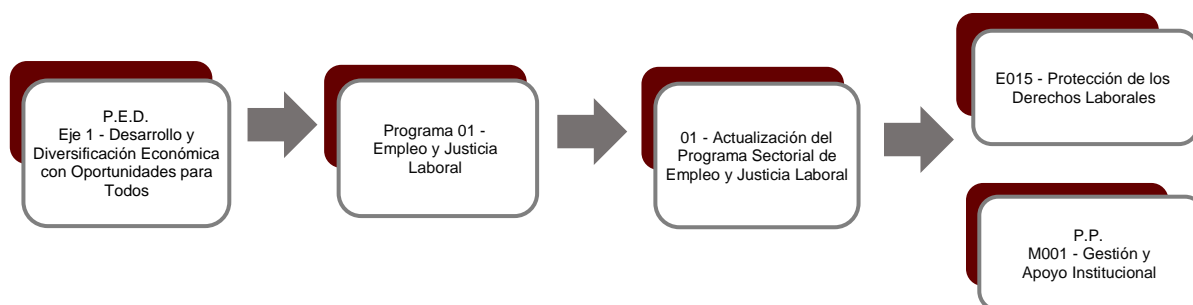 P.E.D.
Eje 1 - Desarrollo y
Diversificación Económica
con Oportunidades para
Todos
Programa 01 -
Empleo y Justicia
Laboral
01 - Actualización del
Programa Sectorial de
Empleo y Justicia Laboral
E015 - Protección de los
Derechos Laborales
P.P.
M001 - Gestión y
Apoyo Institucional